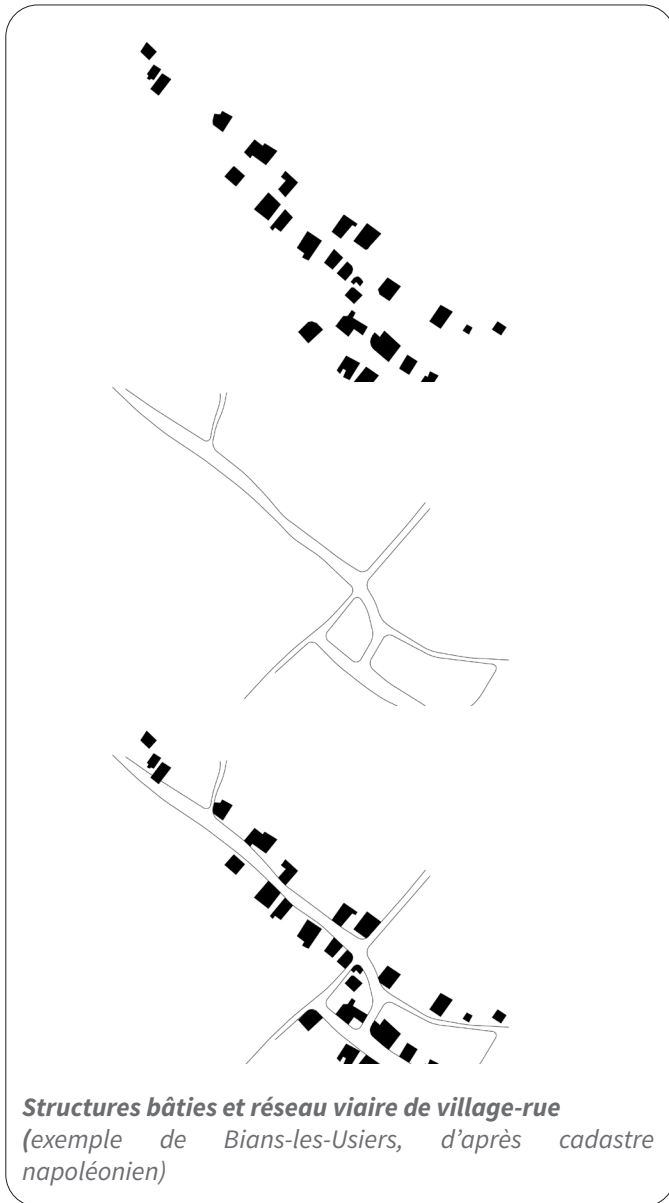 Structures bâties et réseau viaire de village-rue
(exemple de Bians-les-Usiers, d'après cadastre
napoléonien)